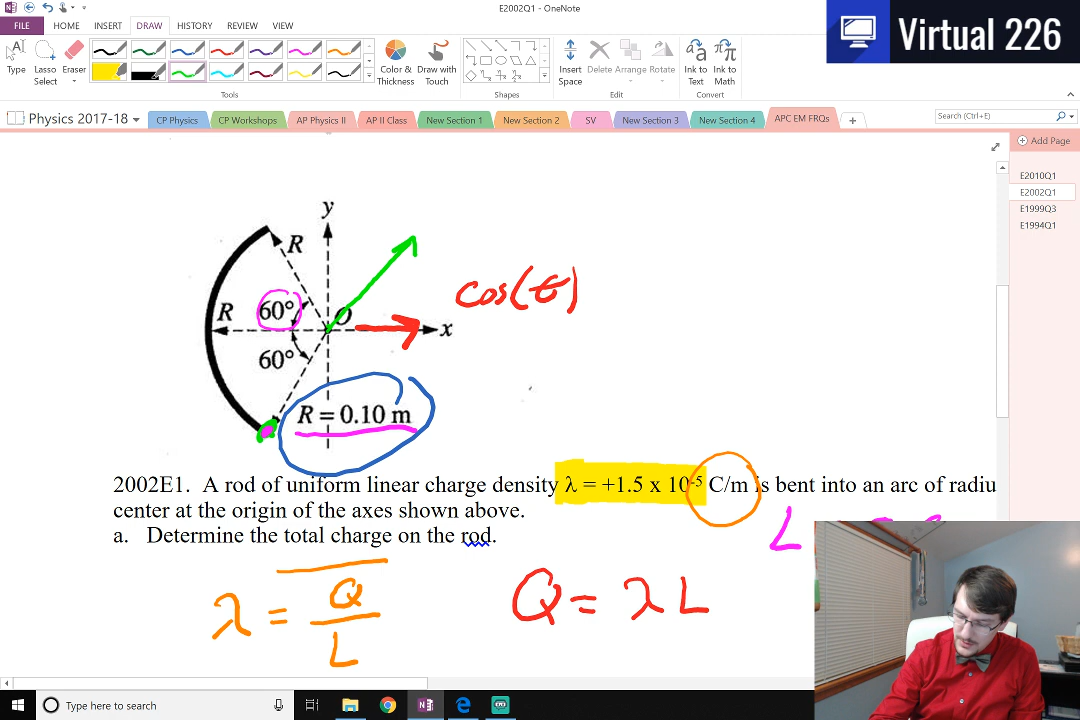 E2002Q1 - OneNote
Virtual 226
FILE HOME INSERT DRAW HISTORY REVIEW VIEW
Type Lasso Select Eraser
Color & Thickness Draw with Touch
Insert Space Delete Arrange Rotate
Ink to Text Ink to Math
Tools Shapes Edit Convert
Physics 2017-18 CP Physics CP Workshops AP Physics II AP II Class New Section 1 New Section 2 SV New Section 3 New Section 4 APC EM FRQs Search (Ctrl+E)
Add Page
E2010Q1
E2002Q1
E1999Q3
E1994Q1
y
R
cos(θ)
R 60° O x
60°
R = 0.10 m
2002E1. A rod of uniform linear charge density λ = +1.5 x 10⁻⁵ C/m is bent into an arc of radiu
center at the origin of the axes shown above.
L
a. Determine the total charge on the rod.
λ = Q/L
Q = λL
Type here to search